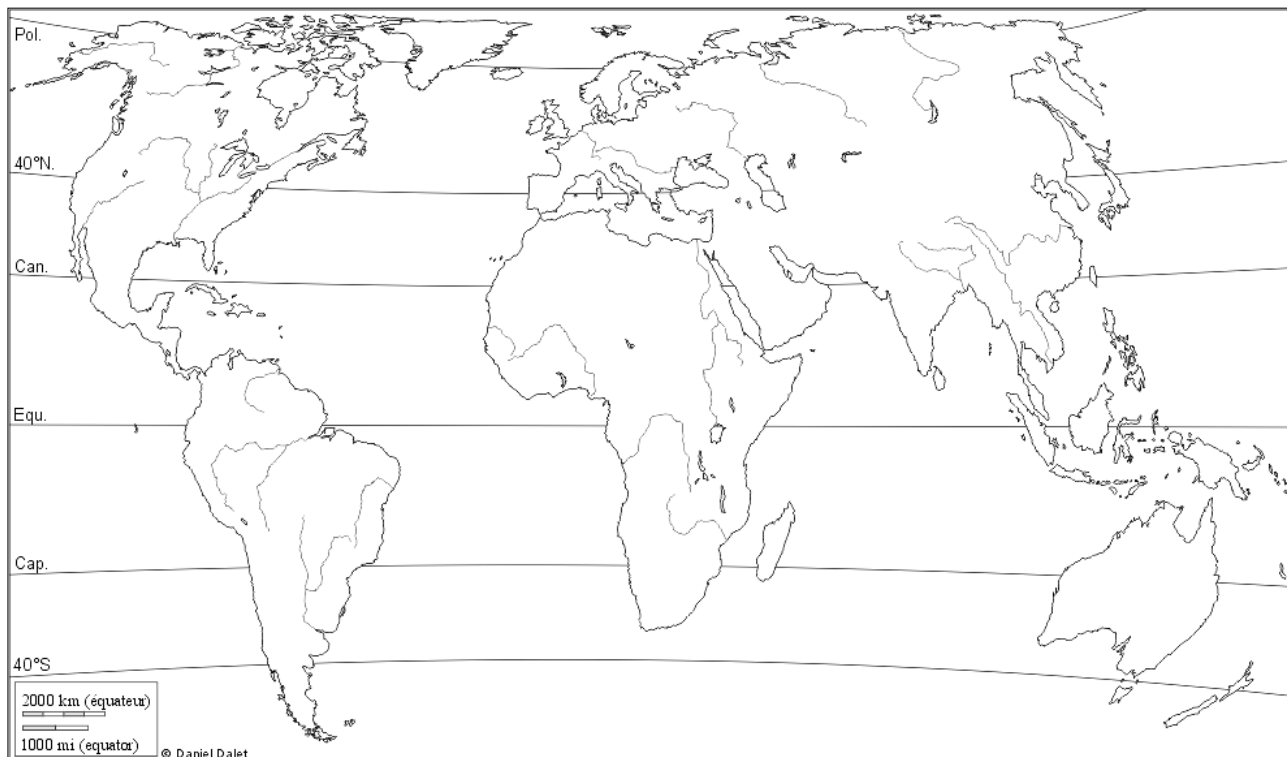 Pol.
40°N.
Can.
Equ.
Cap.
40°S
2000 km (équateur)
1000 mi (equator)
© Daniel Dalet